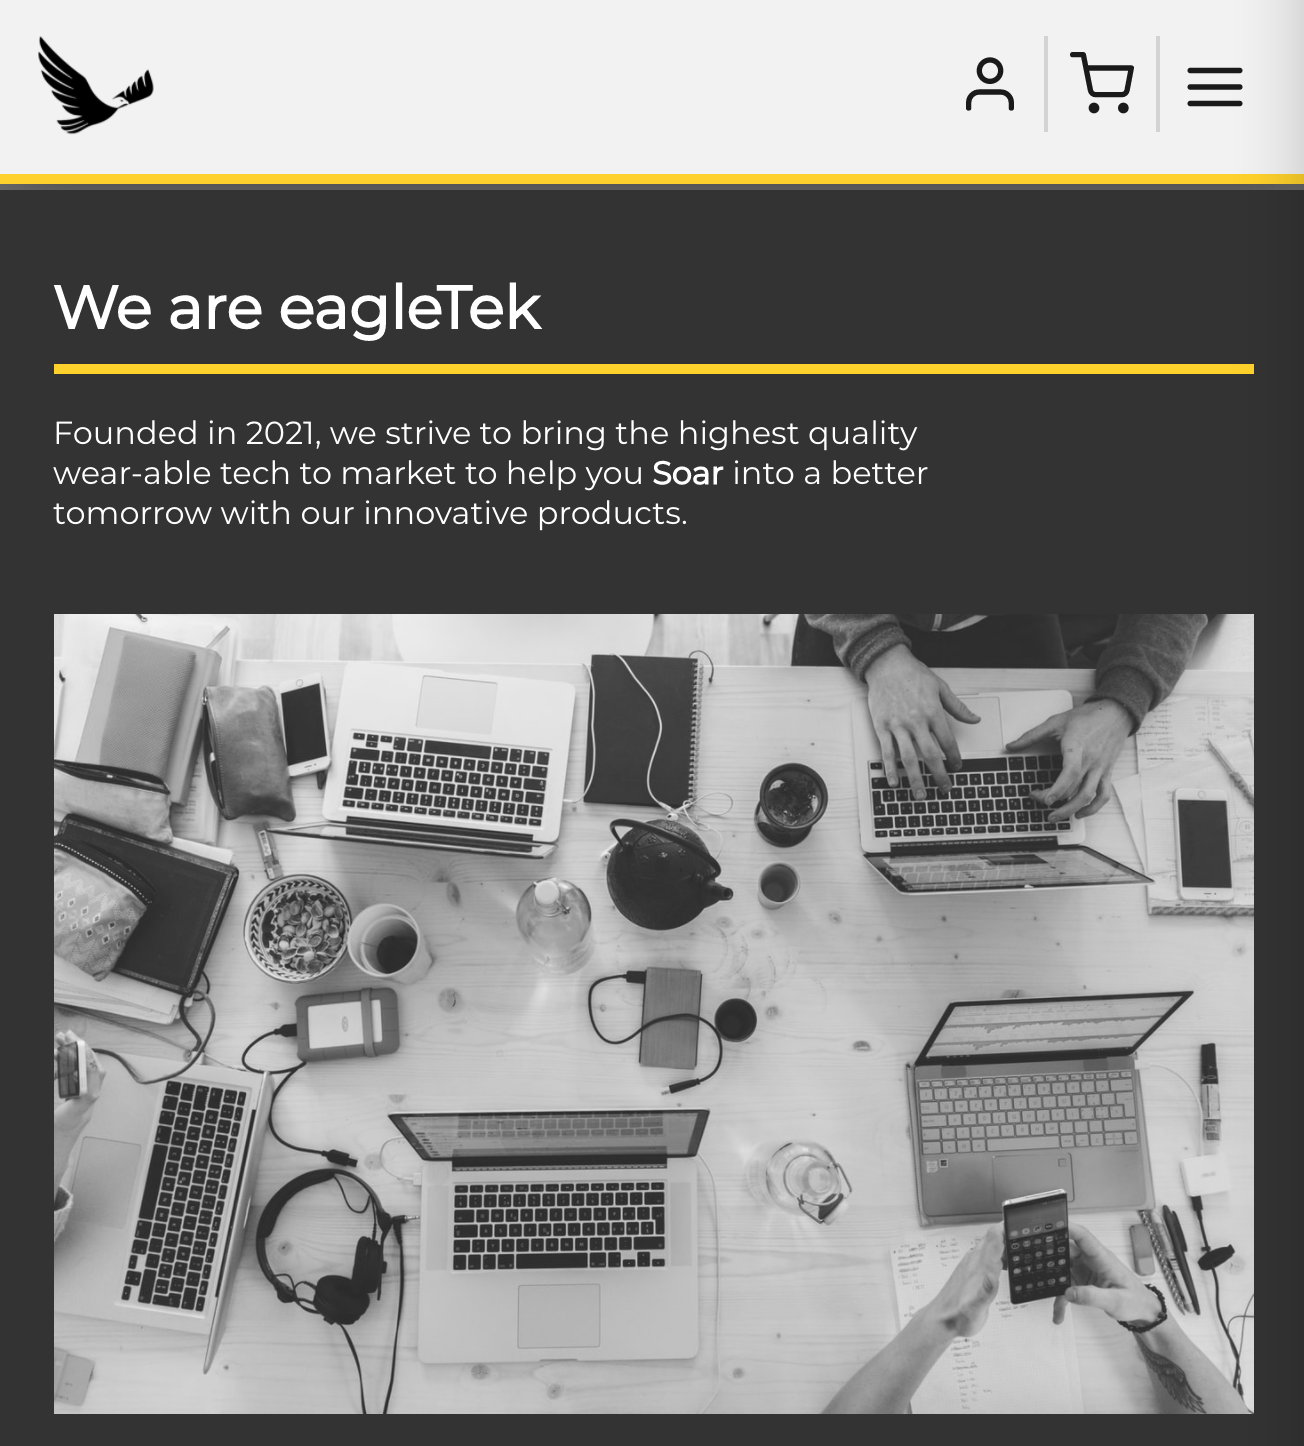 We are eagleTek
Founded in 2021, we strive to bring the highest quality
wear-able tech to market to help you Soar into a better
tomorrow with our innovative products.